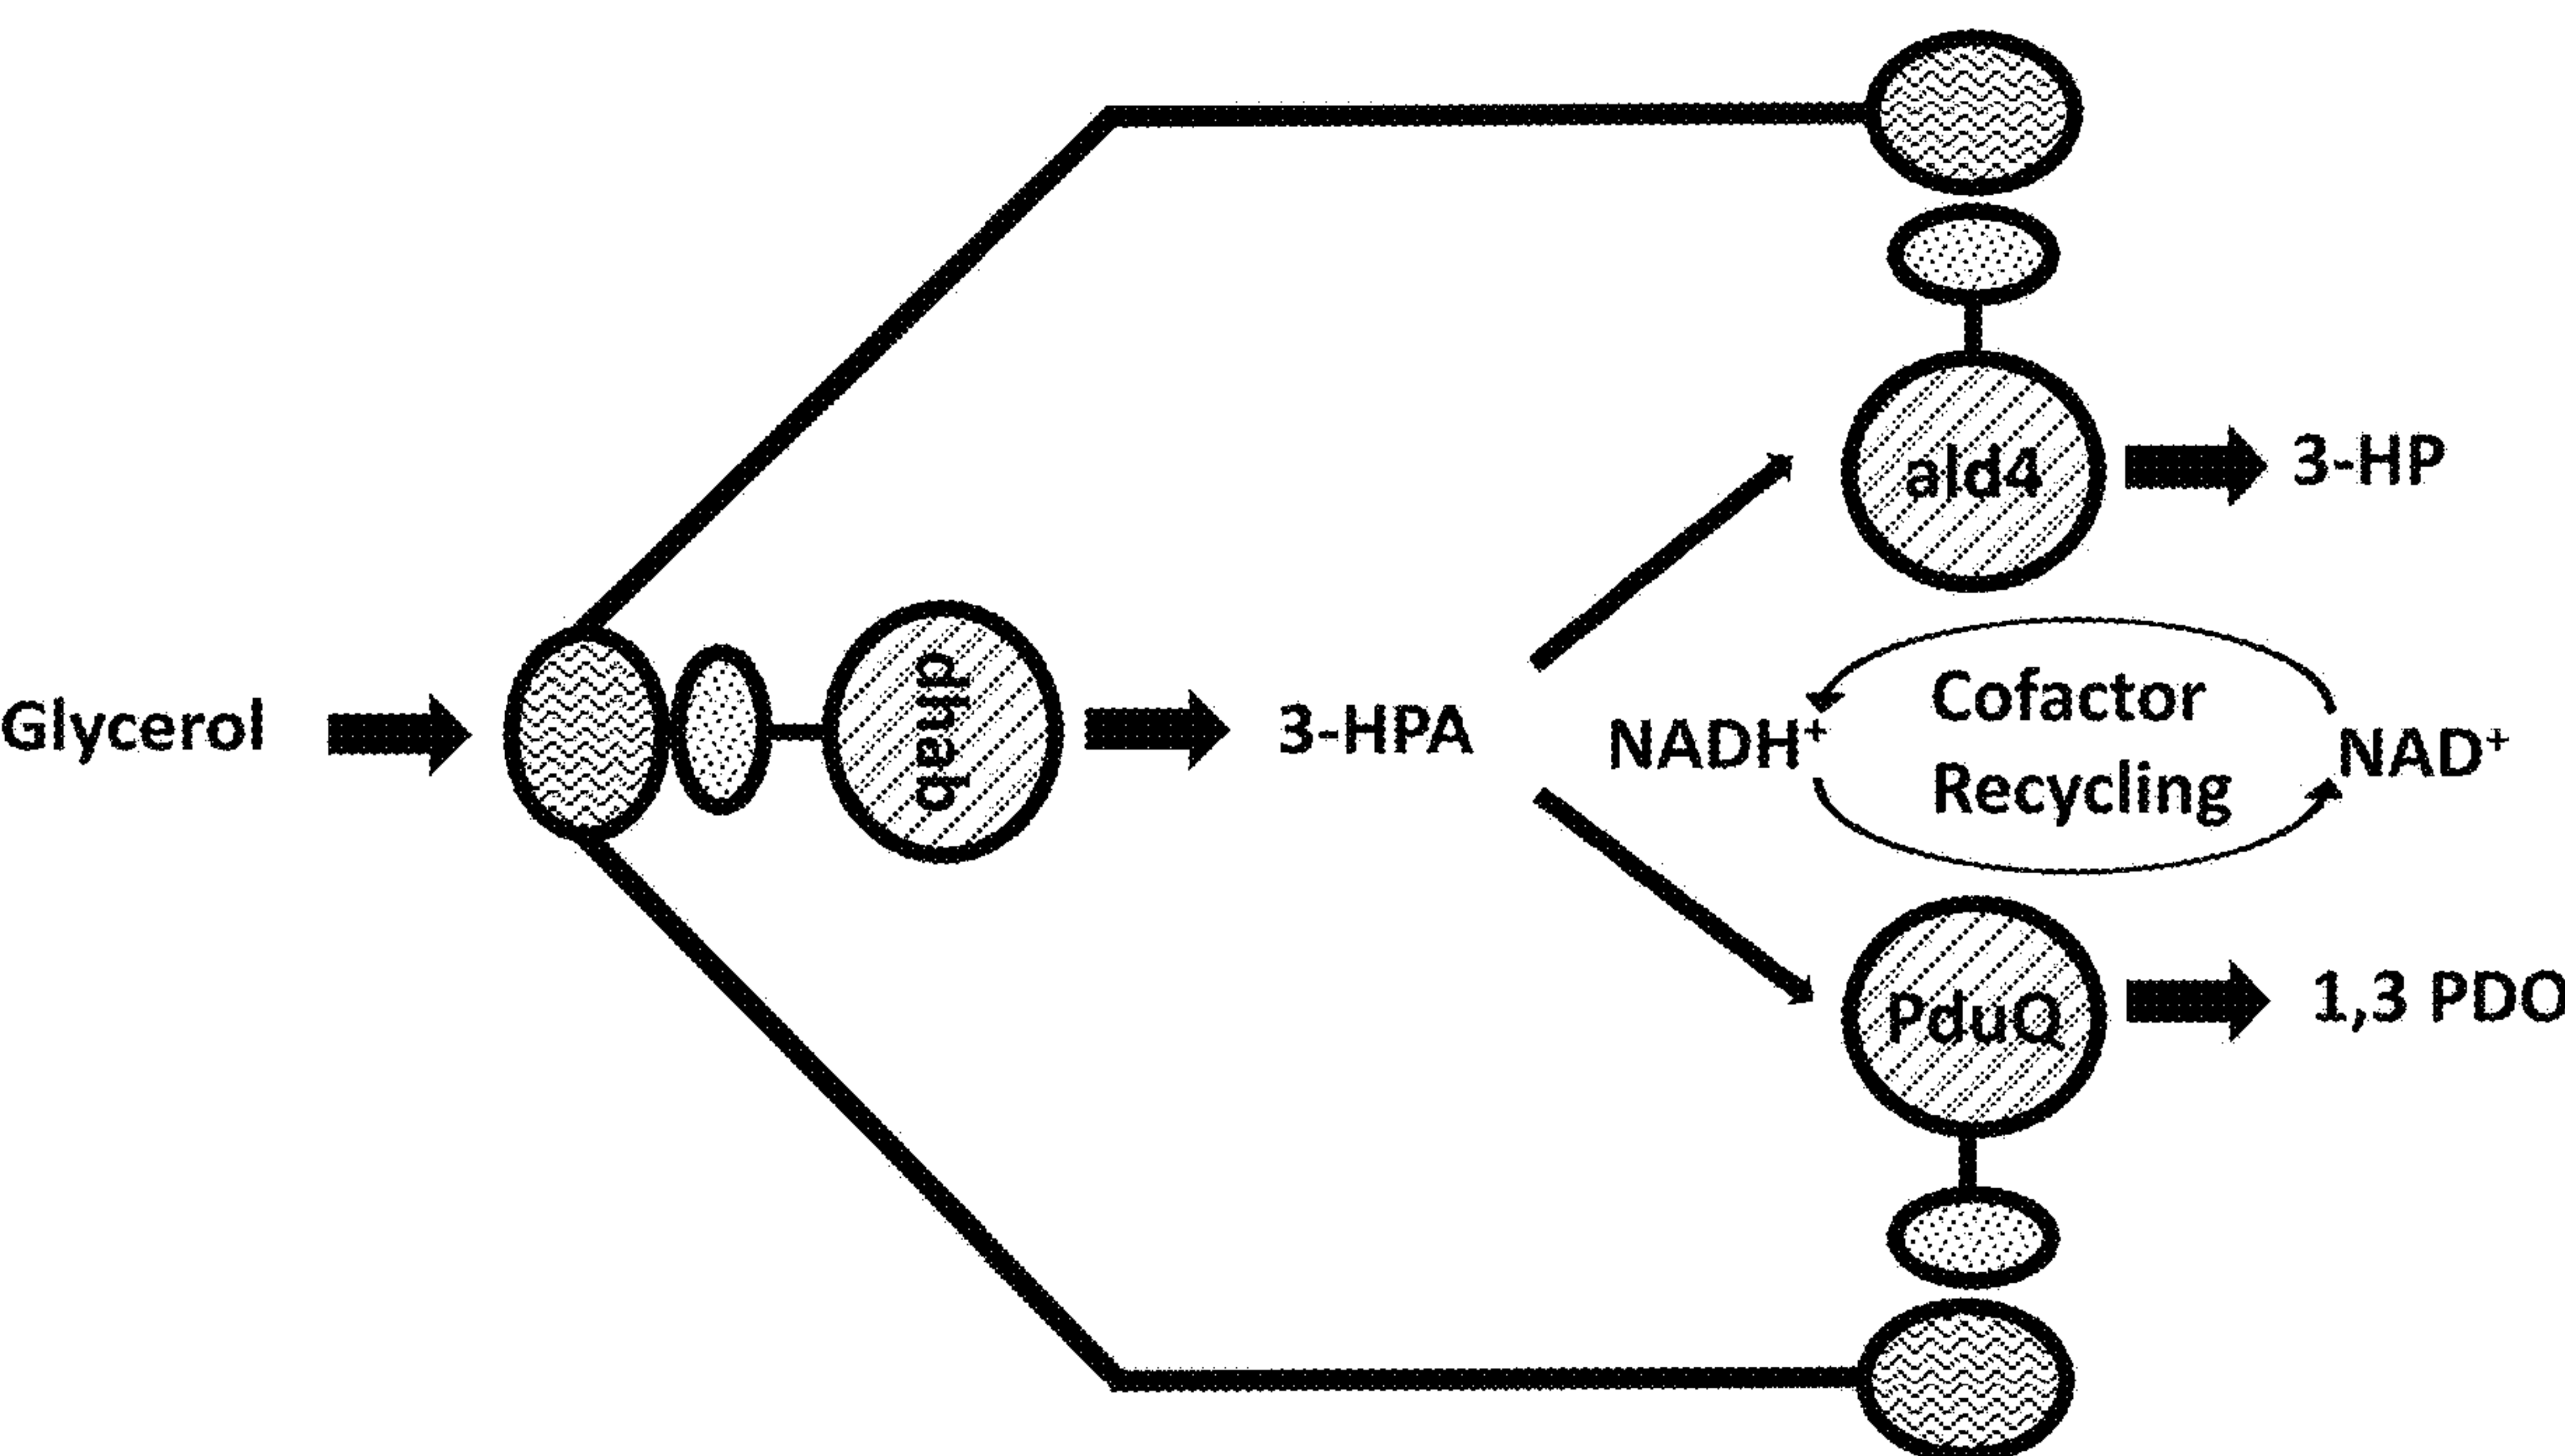 Glycerol
dhab
3-HPA
ald4
3-HP
NADH⁺
Cofactor
Recycling
NAD⁺
PduQ
1,3 PDO